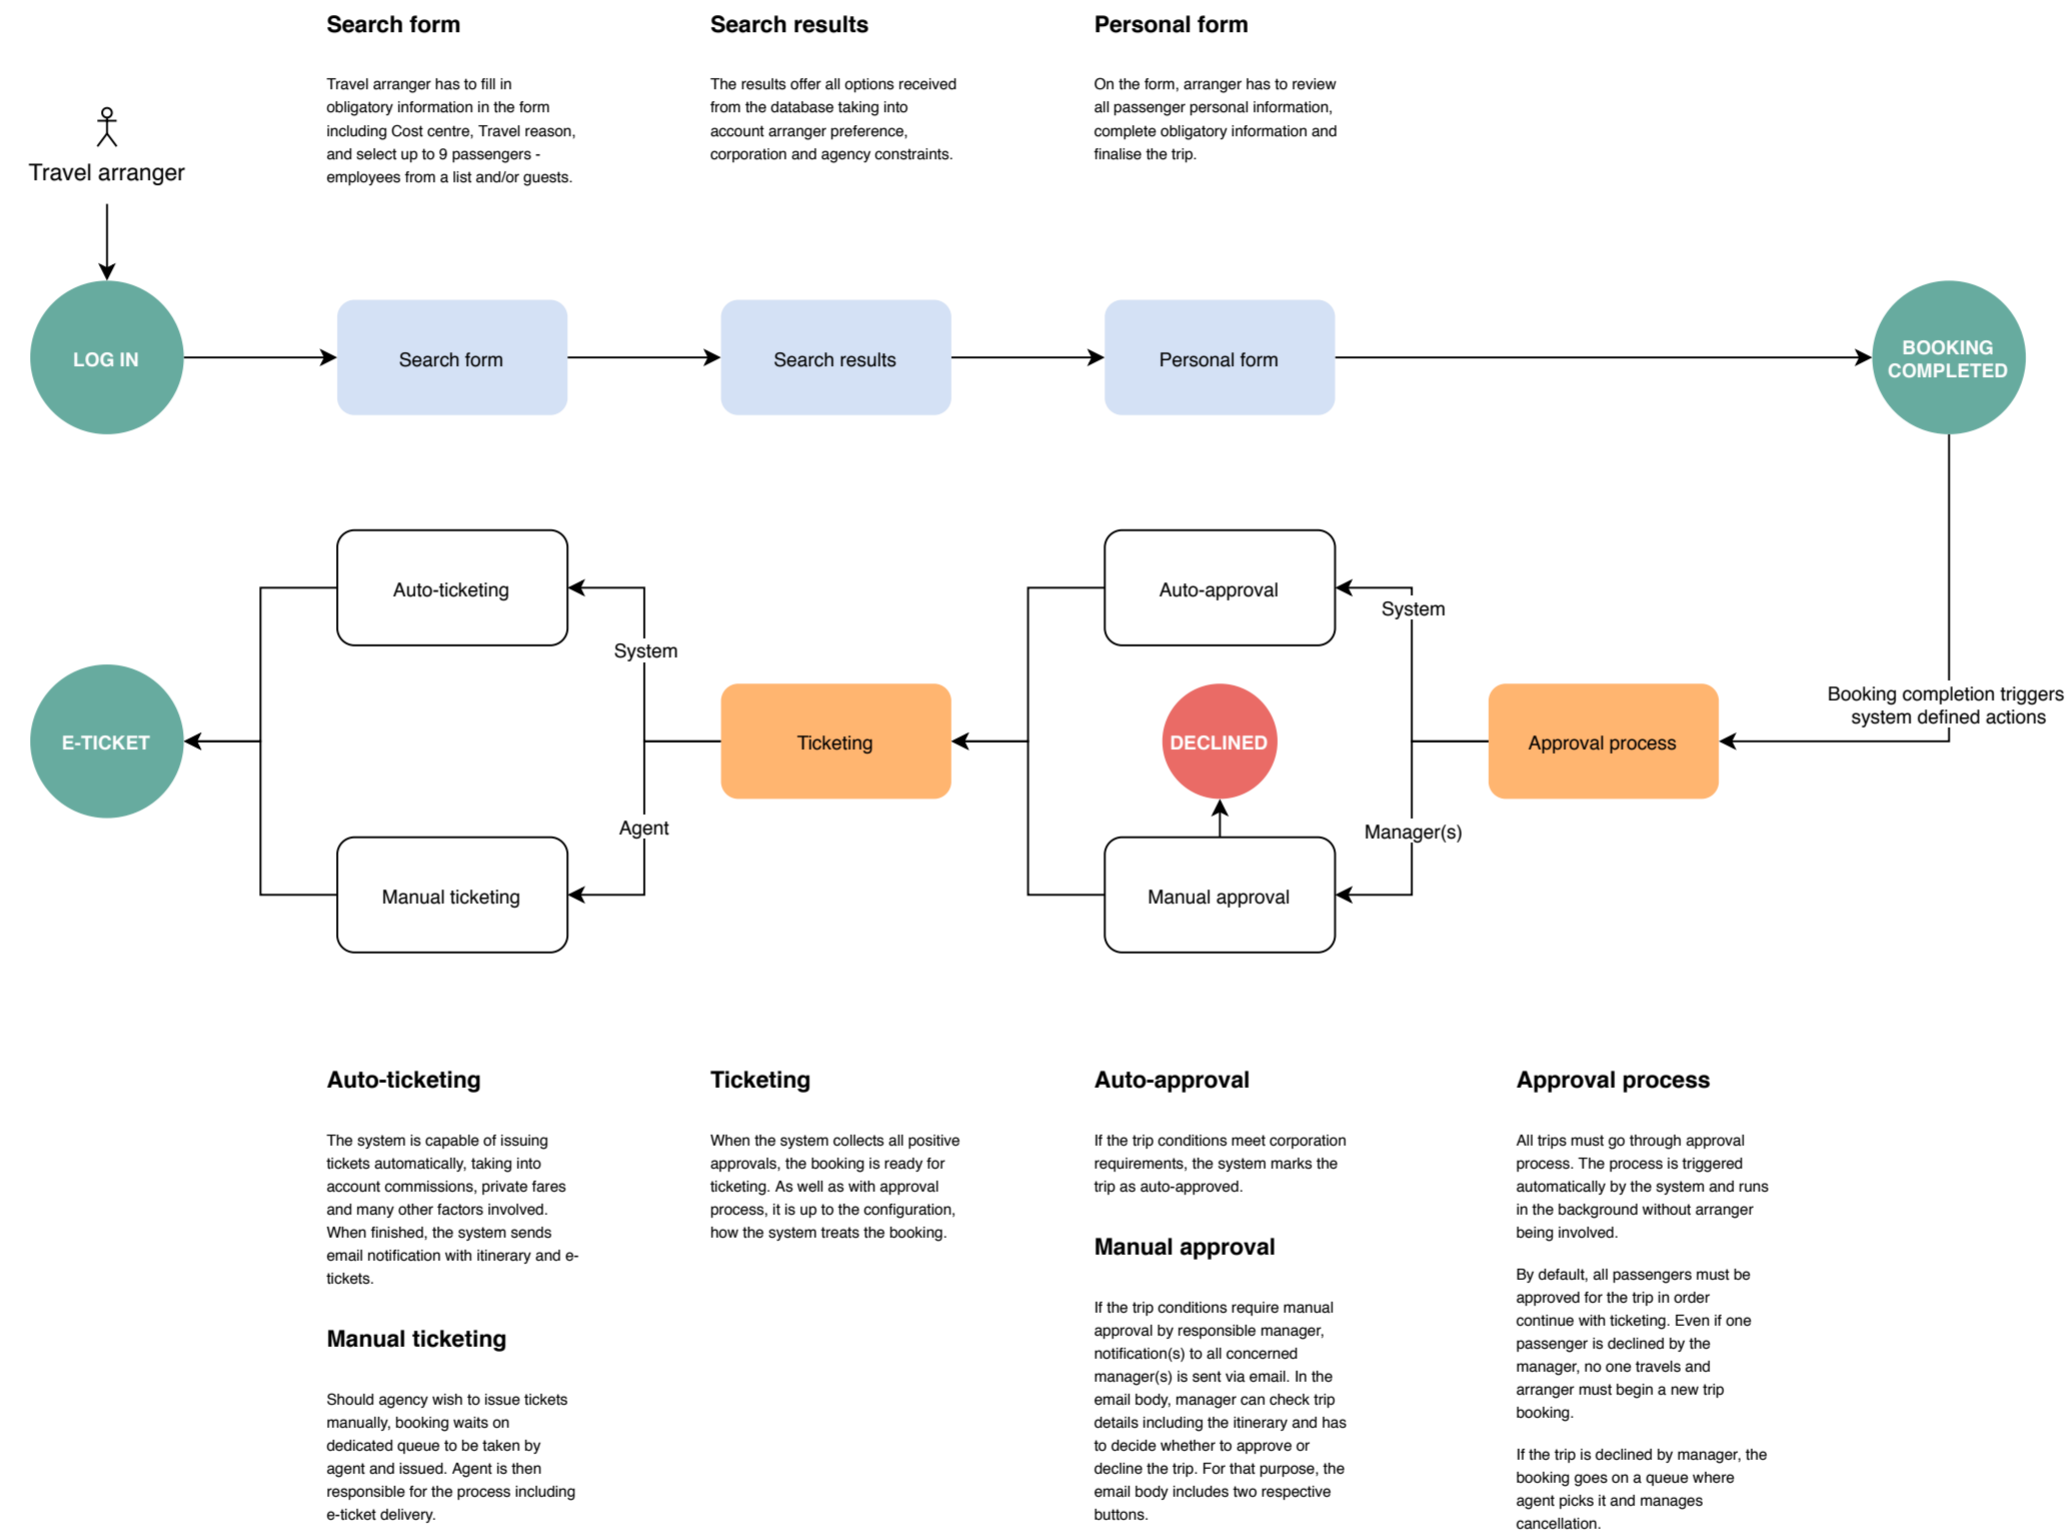 Search form
Travel arranger has to fill in
obligatory information in the form
including Cost centre, Travel reason,
and select up to 9 passengers -
employees from a list and/or guests.
Search results
The results offer all options received
from the database taking into
account arranger preference,
corporation and agency constraints.
Personal form
On the form, arranger has to review
all passenger personal information,
complete obligatory information and
finalise the trip.
Travel arranger
LOG IN
Search form
Search results
Personal form
BOOKING
COMPLETED
Booking completion triggers
system defined actions
Approval process
System
Manager(s)
Auto-approval
DECLINED
Manual approval
Ticketing
System
Agent
Auto-ticketing
Manual ticketing
E-TICKET
Auto-ticketing
The system is capable of issuing
tickets automatically, taking into
account commissions, private fares
and many other factors involved.
When finished, the system sends
email notification with itinerary and e-
tickets.
Manual ticketing
Should agency wish to issue tickets
manually, booking waits on
dedicated queue to be taken by
agent and issued. Agent is then
responsible for the process including
e-ticket delivery.
Ticketing
When the system collects all positive
approvals, the booking is ready for
ticketing. As well as with approval
process, it is up to the configuration,
how the system treats the booking.
Auto-approval
If the trip conditions meet corporation
requirements, the system marks the
trip as auto-approved.
Manual approval
If the trip conditions require manual
approval by responsible manager,
notification(s) to all concerned
manager(s) is sent via email. In the
email body, manager can check trip
details including the itinerary and has
to decide whether to approve or
decline the trip. For that purpose, the
email body includes two respective
buttons.
Approval process
All trips must go through approval
process. The process is triggered
automatically by the system and runs
in the background without arranger
being involved.
By default, all passengers must be
approved for the trip in order
continue with ticketing. Even if one
passenger is declined by the
manager, no one travels and
arranger must begin a new trip
booking.
If the trip is declined by manager, the
booking goes on a queue where
agent picks it and manages
cancellation.